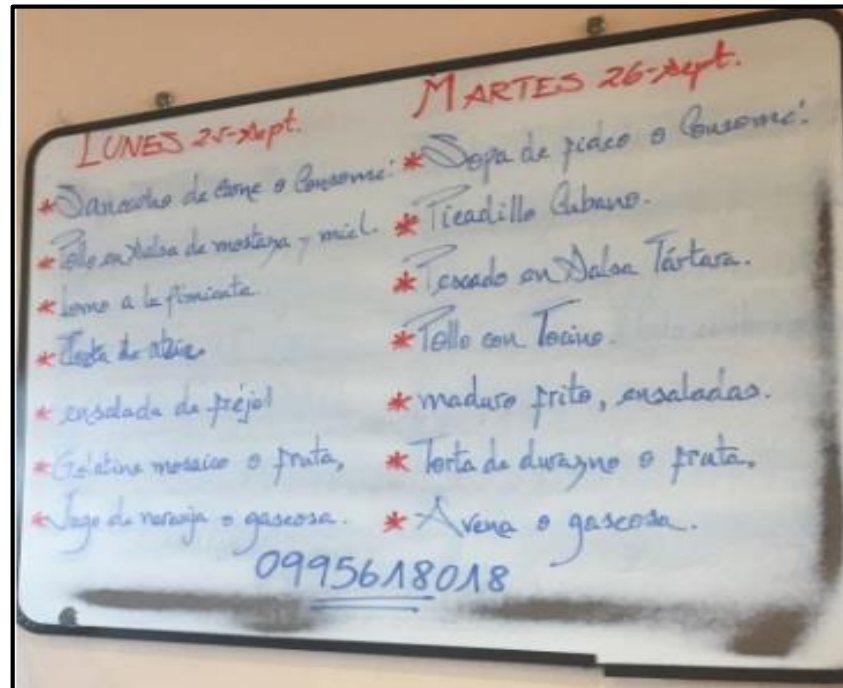 LUNES 25-sept.
* Sancocho de carne o Consome!
* Pollo en salsa de mostaza y miel.
* Lomo a la pimienta
* Torta de
* ensalada de fréjol
* Gelatina mosaico o fruta,
* Jugo de naranja o gaseosa.
MARTES 26-sept.
* Sopa de fideo o Consome!
* Picadillo Cubano.
* Pescado en Salsa Tártara.
* Pollo con Tocino.
* maduro frito, ensaladas.
* Torta de durazno o fruta,
* Avena o gaseosa.
0995618018